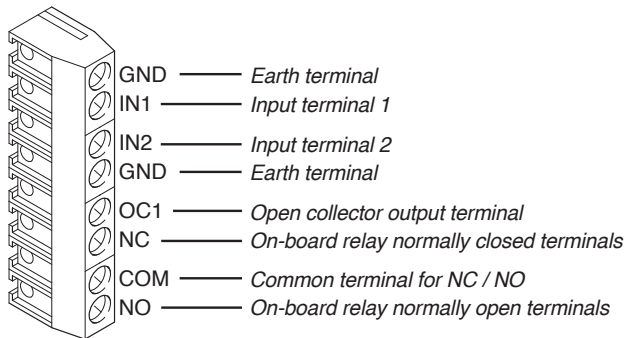 GND Earth terminal
IN1 Input terminal 1
IN2 Input terminal 2
GND Earth terminal
OC1 Open collector output terminal
NC On-board relay normally closed terminals
COM Common terminal for NC / NO
NO On-board relay normally open terminals